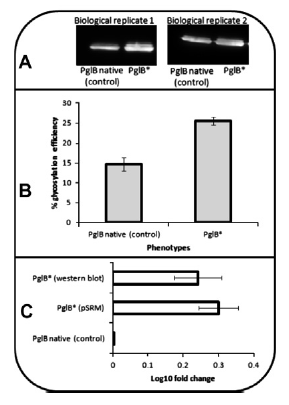 Biological replicate 1
Biological replicate 2
A
PglB native (control)
PglB*
PglB native (control)
PglB*
B
% glycosylation efficiency
30
25
20
15
10
5
0
PglB native (control)
PglB*
Phenotypes
C
PglB* (western blot)
PglB* (pSRM)
PglB native (control)
0
0.1
0.2
0.3
0.4
Log10 fold change